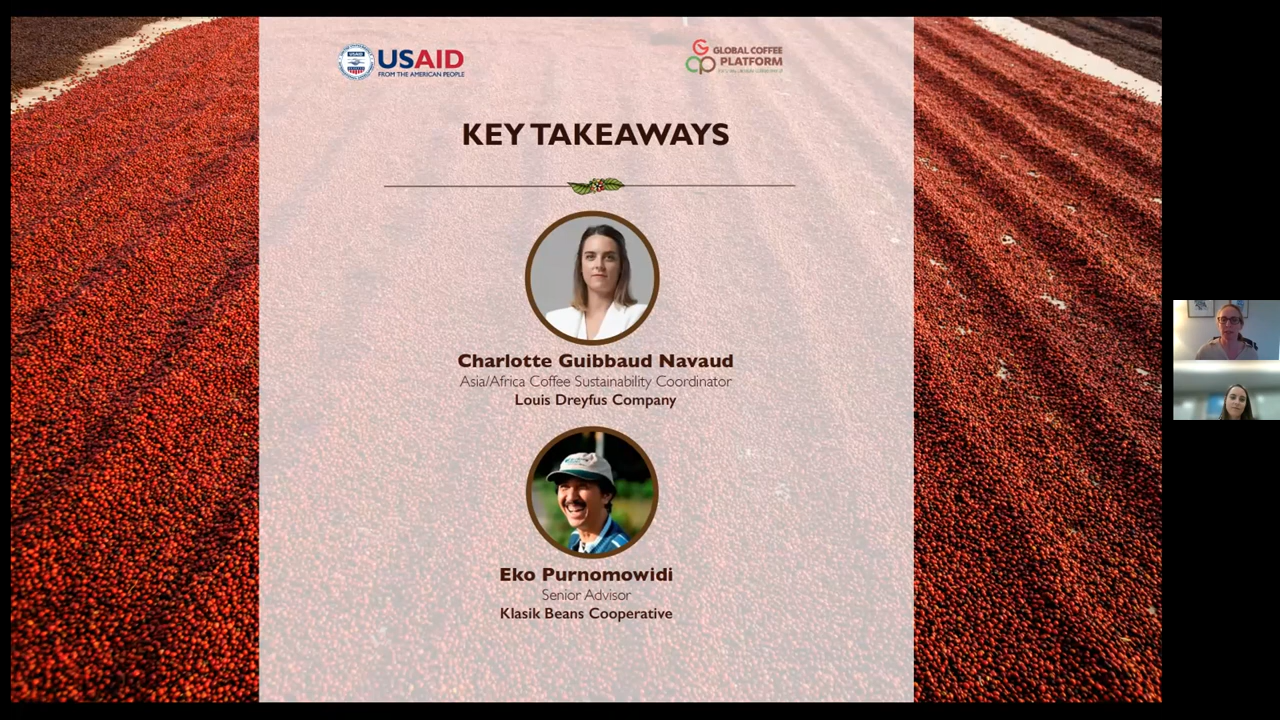 USAID
FROM THE AMERICAN PEOPLE
GLOBAL COFFEE
PLATFORM
KEY TAKEAWAYS
Charlotte Guibbaud Navaud
Asia/Africa Coffee Sustainability Coordinator
Louis Dreyfus Company
Eko Purnomowidi
Senior Advisor
Klasik Beans Cooperative